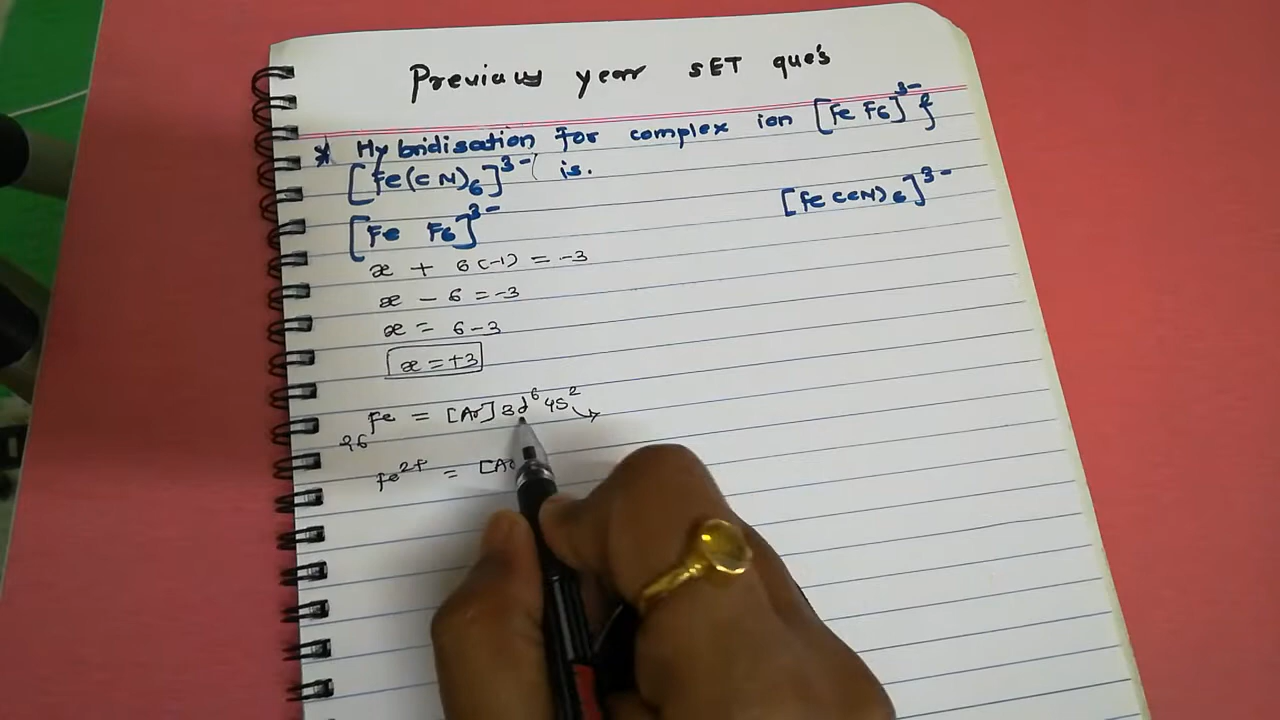 Previous year SET que's
* Hybridisation for complex ion [Fe F6]³⁻ &
[Fe(CN)6]³⁻ is.
[Fe(CN)6]³⁻
[Fe F6]³⁻
x + 6(-1) = -3
x - 6 = -3
x = 6-3
x = +3
26Fe = [Ar] 3d⁶ 4s² →
Fe²⁺ = [Ar